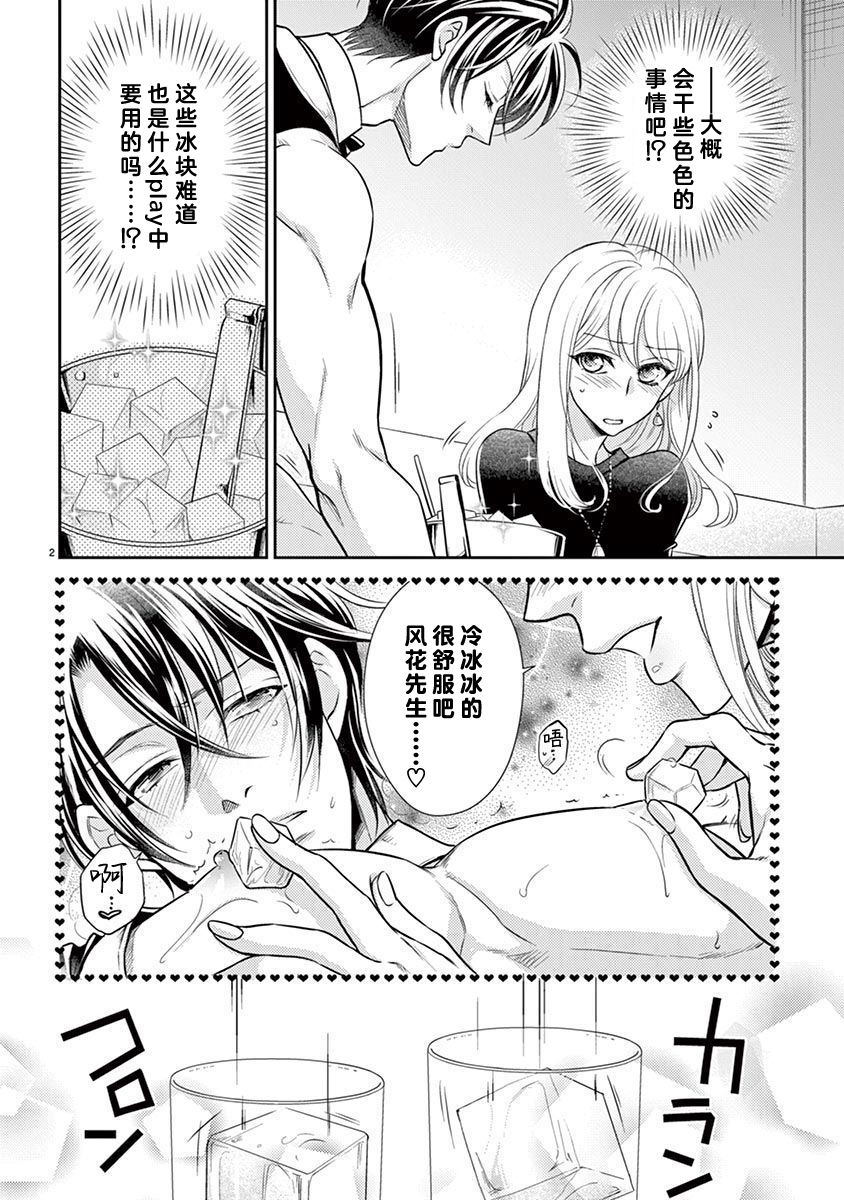 ——大概
会干些色色的
事情吧!?
这些冰块难道
也是什么play中
要用的吗……!?
2
冷冰冰的
很舒服吧
风花先生……♡
唔…
啊…♡
カラン
コロン